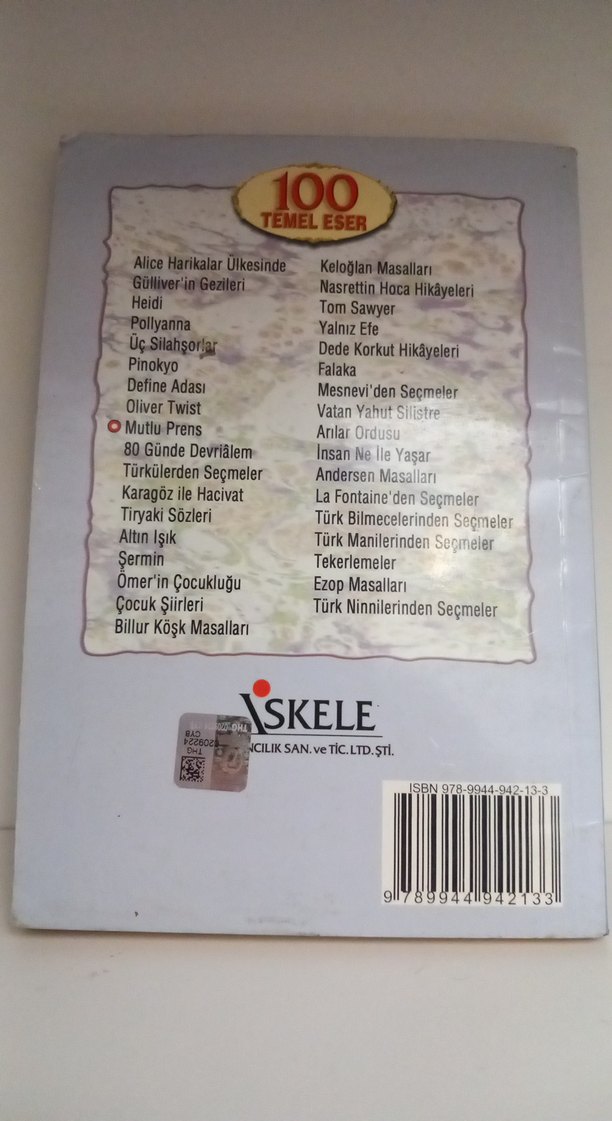 100
TEMEL ESER
Alice Harikalar Ülkesinde
Gülliver'in Gezileri
Heidi
Pollyanna
Üç Silahşorlar
Pinokyo
Define Adası
Oliver Twist
Mutlu Prens
80 Günde Devriâlem
Türkülerden Seçmeler
Karagöz ile Hacivat
Tiryaki Sözleri
Altın Işık
Şermin
Ömer'in Çocukluğu
Çocuk Şiirleri
Billur Köşk Masalları
Keloğlan Masalları
Nasrettin Hoca Hikâyeleri
Tom Sawyer
Yalnız Efe
Dede Korkut Hikâyeleri
Falaka
Mesnevi'den Seçmeler
Vatan Yahut Silistre
Arılar Ordusu
İnsan Ne İle Yaşar
Andersen Masalları
La Fontaine'den Seçmeler
Türk Bilmecelerinden Seçmeler
Türk Manilerinden Seçmeler
Tekerlemeler
Ezop Masalları
Türk Ninnilerinden Seçmeler
İSKELE
NCILIK SAN. ve TİC. LTD. ŞTİ.
THG
0209224
CYB
ISBN 978-9944-942-13-3
9 789944 942133